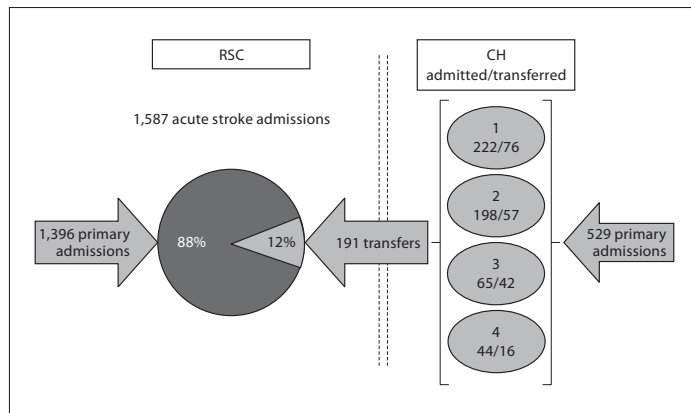 RSC
1,587 acute stroke admissions
1,396 primary
admissions
88%
12%
191 transfers
CH
admitted/transferred
1
222/76
2
198/57
3
65/42
4
44/16
529 primary
admissions